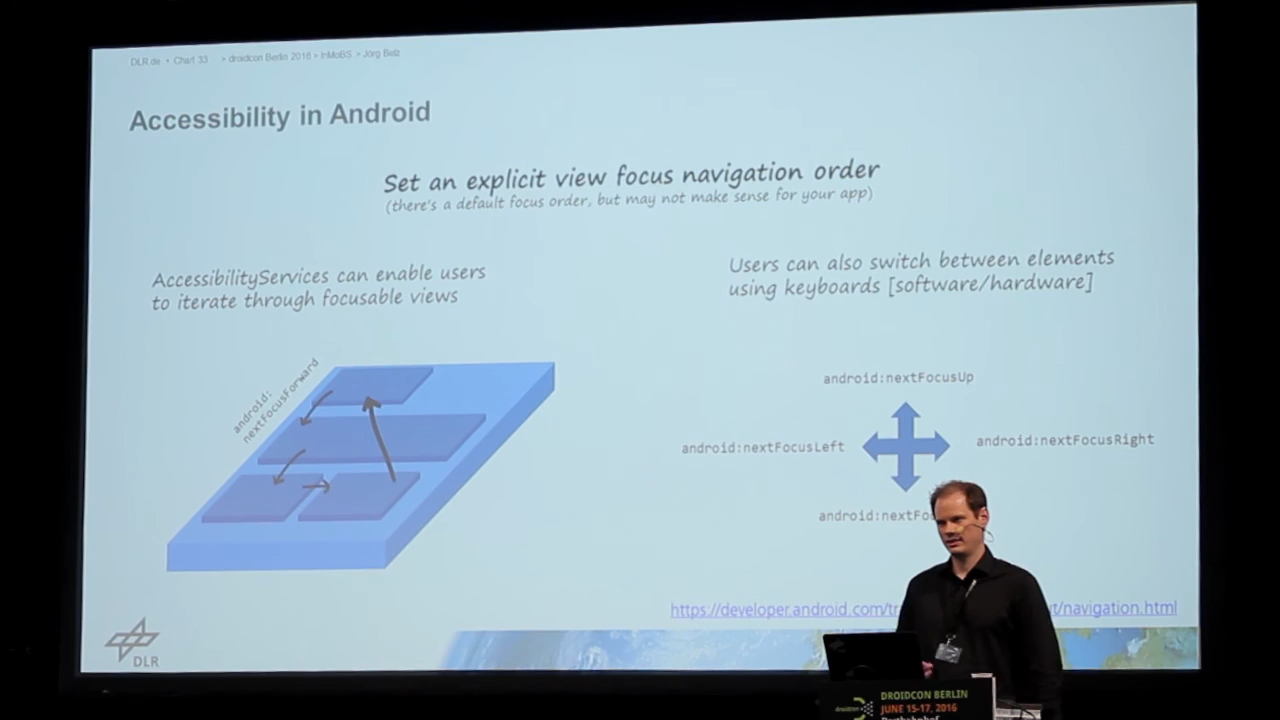 DLR.de • Chart 33 > droidcon Berlin 2016 > InMoBS > Jörg Belz
Accessibility in Android
Set an explicit view focus navigation order
(there's a default focus order, but may not make sense for your app)
AccessibilityServices can enable users
to iterate through focusable views
Users can also switch between elements
using keyboards [software/hardware]
android:
nextFocusForward
android:nextFocusUp
android:nextFocusLeft
android:nextFocusRight
android:nextFo
https://developer.android.com/tr
t/navigation.html
DLR
droidcon
DROIDCON BERLIN
JUNE 15-17, 2016